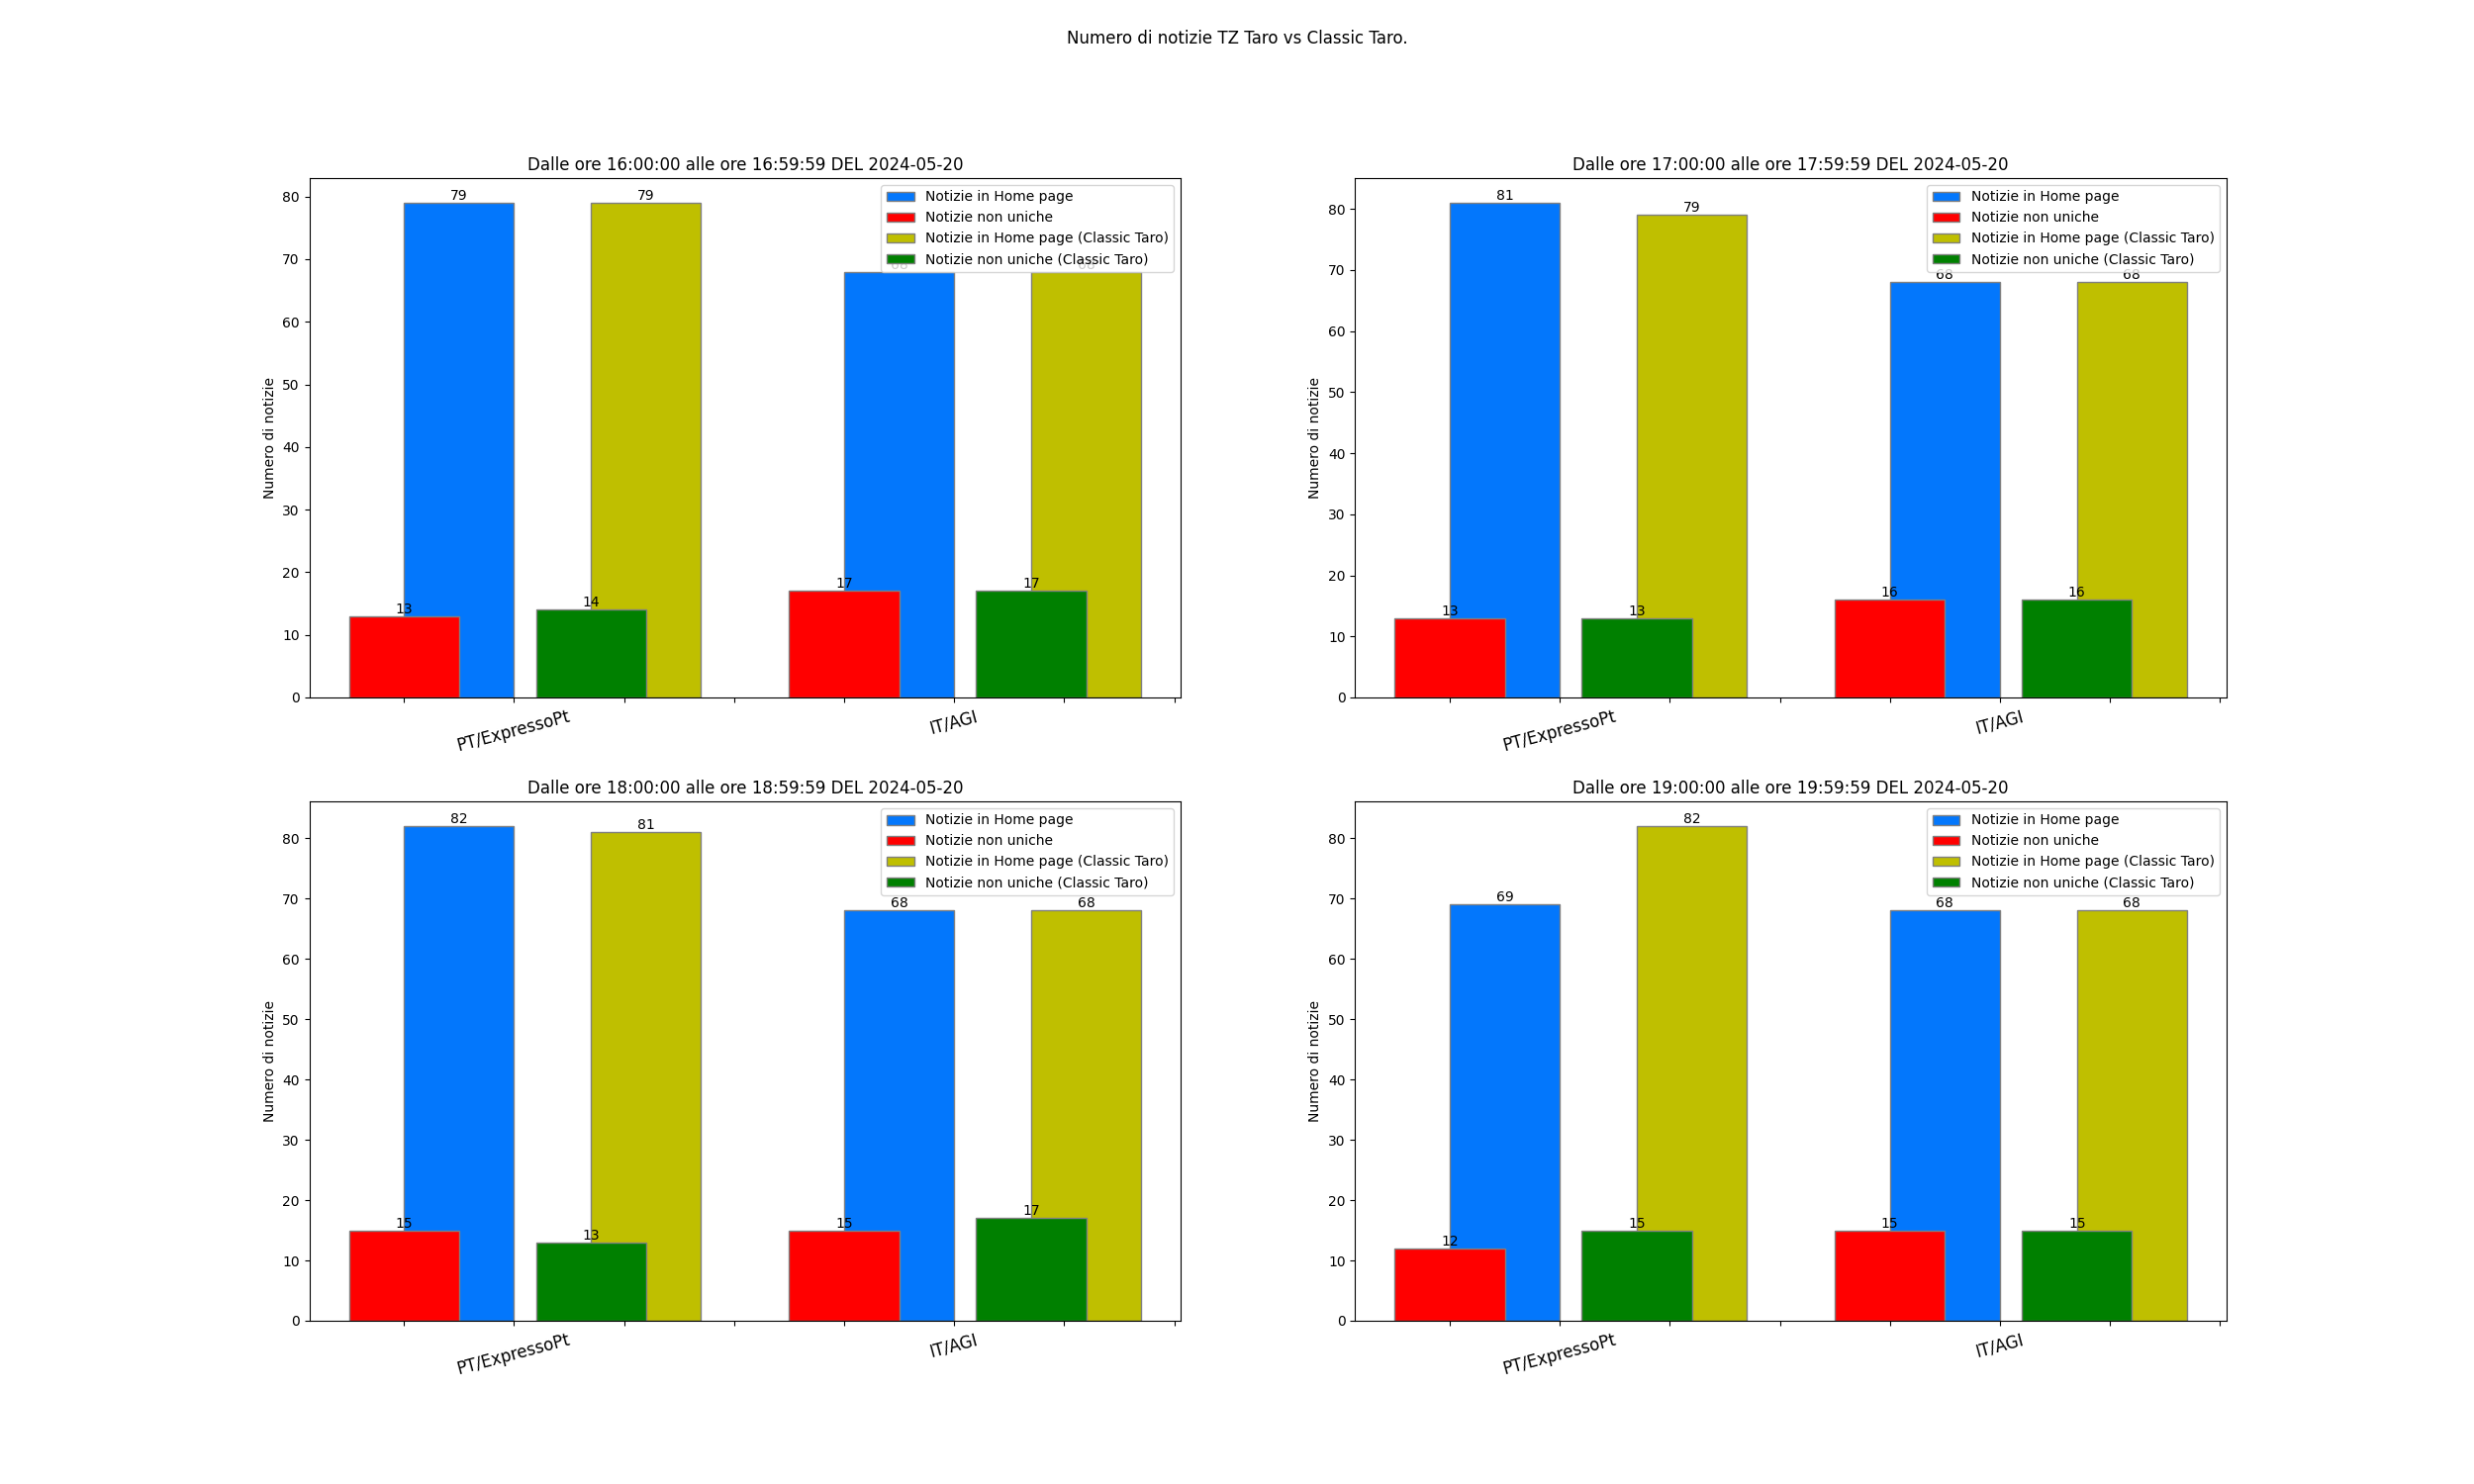 Numero di notizie TZ Taro vs Classic Taro.
Dalle ore 16:00:00 alle ore 16:59:59 DEL 2024-05-20
Numero di notizie
80
70
60
50
40
30
20
10
0
79
79
68
68
13
14
17
17
Notizie in Home page
Notizie non uniche
Notizie in Home page (Classic Taro)
Notizie non uniche (Classic Taro)
PT/ExpressoPt
IT/AGI
Dalle ore 17:00:00 alle ore 17:59:59 DEL 2024-05-20
Numero di notizie
80
70
60
50
40
30
20
10
0
81
79
68
68
13
13
16
16
Notizie in Home page
Notizie non uniche
Notizie in Home page (Classic Taro)
Notizie non uniche (Classic Taro)
PT/ExpressoPt
IT/AGI
Dalle ore 18:00:00 alle ore 18:59:59 DEL 2024-05-20
Numero di notizie
80
70
60
50
40
30
20
10
0
82
81
68
68
15
13
15
17
Notizie in Home page
Notizie non uniche
Notizie in Home page (Classic Taro)
Notizie non uniche (Classic Taro)
PT/ExpressoPt
IT/AGI
Dalle ore 19:00:00 alle ore 19:59:59 DEL 2024-05-20
Numero di notizie
80
70
60
50
40
30
20
10
0
69
82
68
68
12
15
15
15
Notizie in Home page
Notizie non uniche
Notizie in Home page (Classic Taro)
Notizie non uniche (Classic Taro)
PT/ExpressoPt
IT/AGI